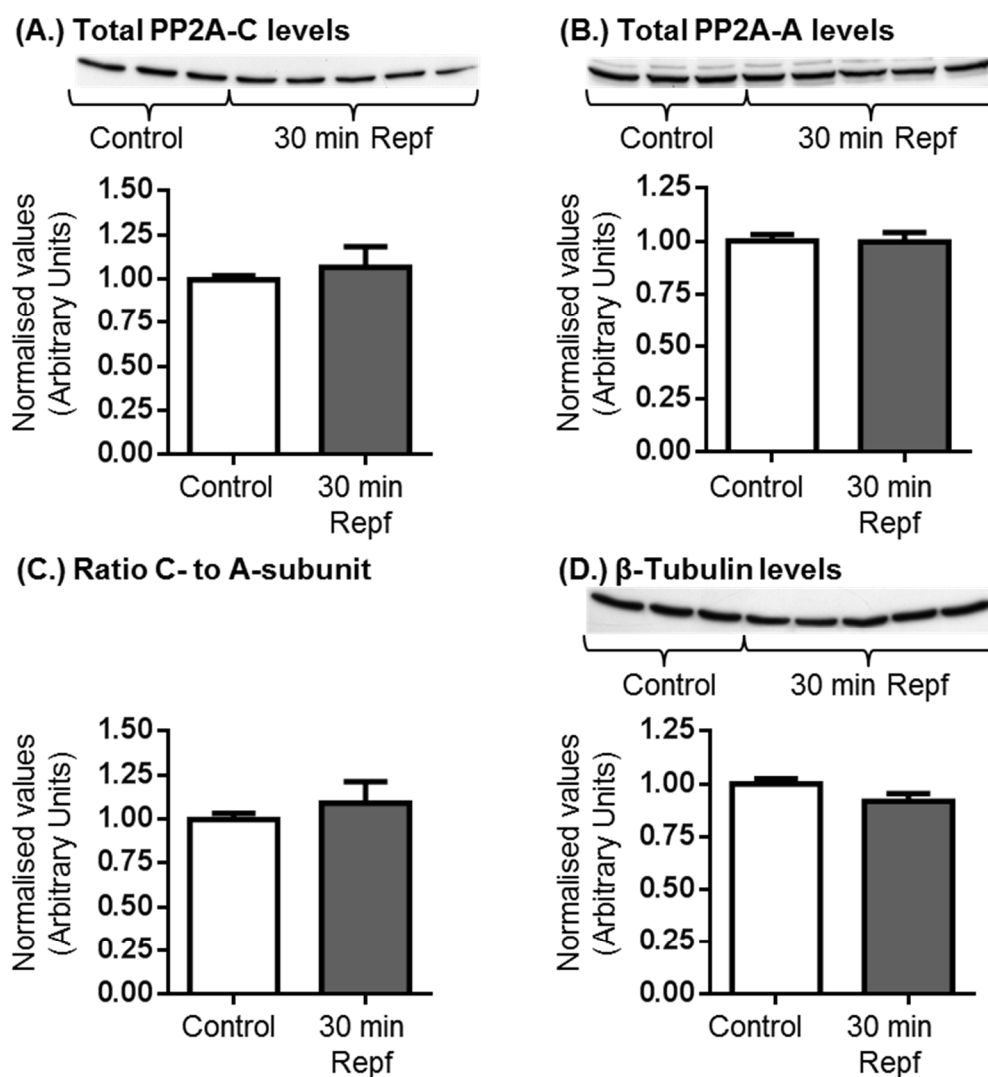 (A.) Total PP2A-C levels
Control
30 min Repf
Normalised values
(Arbitrary Units)
1.50
1.25
1.00
0.75
0.50
0.25
0.00
Control
30 min
Repf
(B.) Total PP2A-A levels
Control
30 min Repf
Normalised values
(Arbitrary Units)
1.25
1.00
0.75
0.50
0.25
0.00
Control
30 min
Repf
(C.) Ratio C- to A-subunit
Normalised values
(Arbitrary Units)
1.50
1.25
1.00
0.75
0.50
0.25
0.00
Control
30 min
Repf
(D.) β-Tubulin levels
Control
30 min Repf
Normalised values
(Arbitrary Units)
1.25
1.00
0.75
0.50
0.25
0.00
Control
30 min
Repf